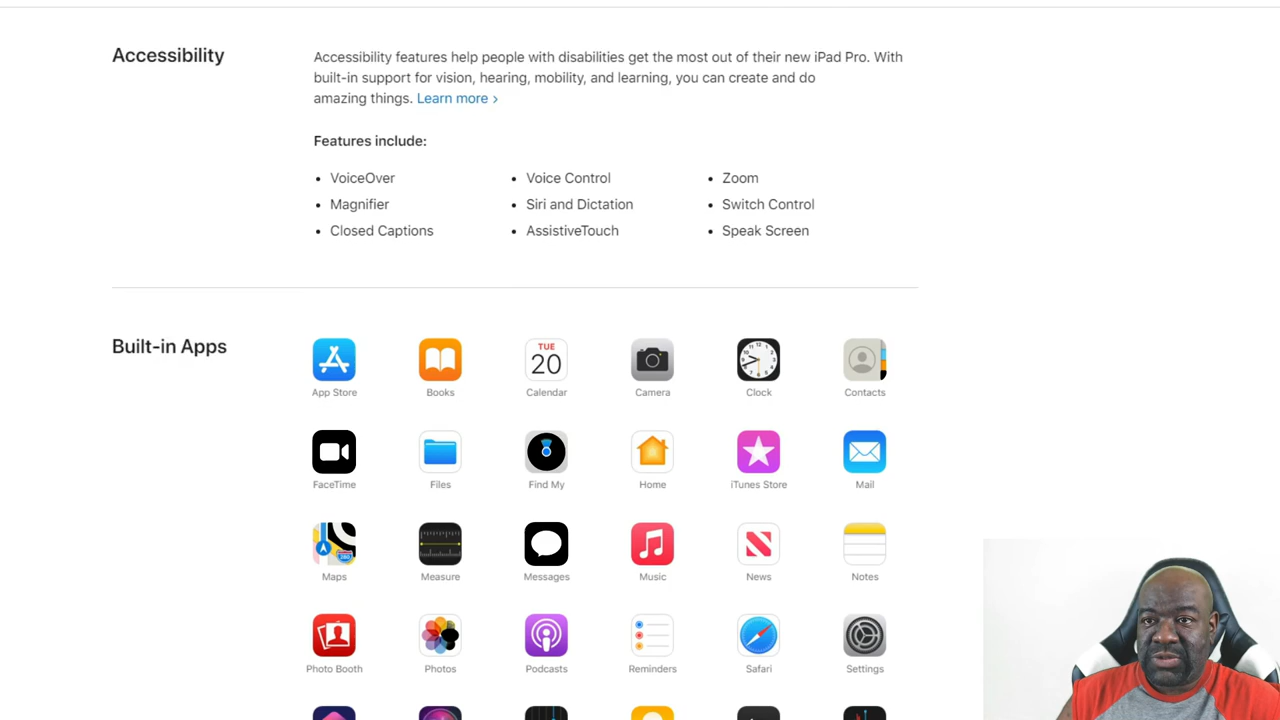 Accessibility
Accessibility features help people with disabilities get the most out of their new iPad Pro. With
built-in support for vision, hearing, mobility, and learning, you can create and do
amazing things. Learn more >
Features include:
• VoiceOver • Voice Control • Zoom
• Magnifier • Siri and Dictation • Switch Control
• Closed Captions • AssistiveTouch • Speak Screen
Built-in Apps
TUE
20
App Store Books Calendar Camera Clock Contacts
FaceTime Files Find My Home iTunes Store Mail
280
Maps Measure Messages Music News Notes
Photo Booth Photos Podcasts Reminders Safari Settings